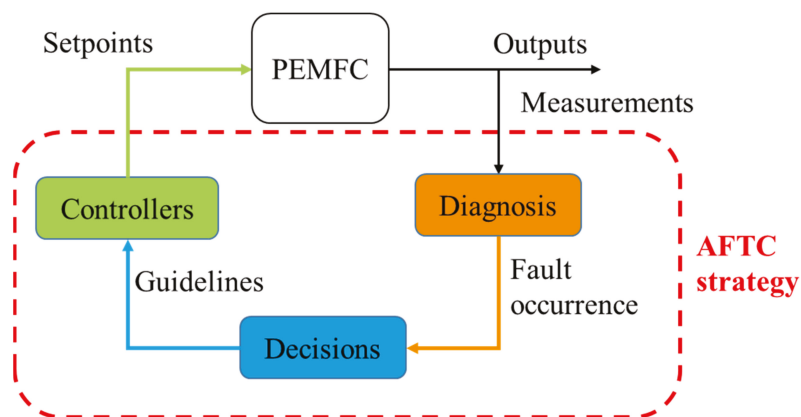 Setpoints
PEMFC
Outputs
Measurements
Controllers
Diagnosis
AFTC
strategy
Guidelines
Fault
occurrence
Decisions